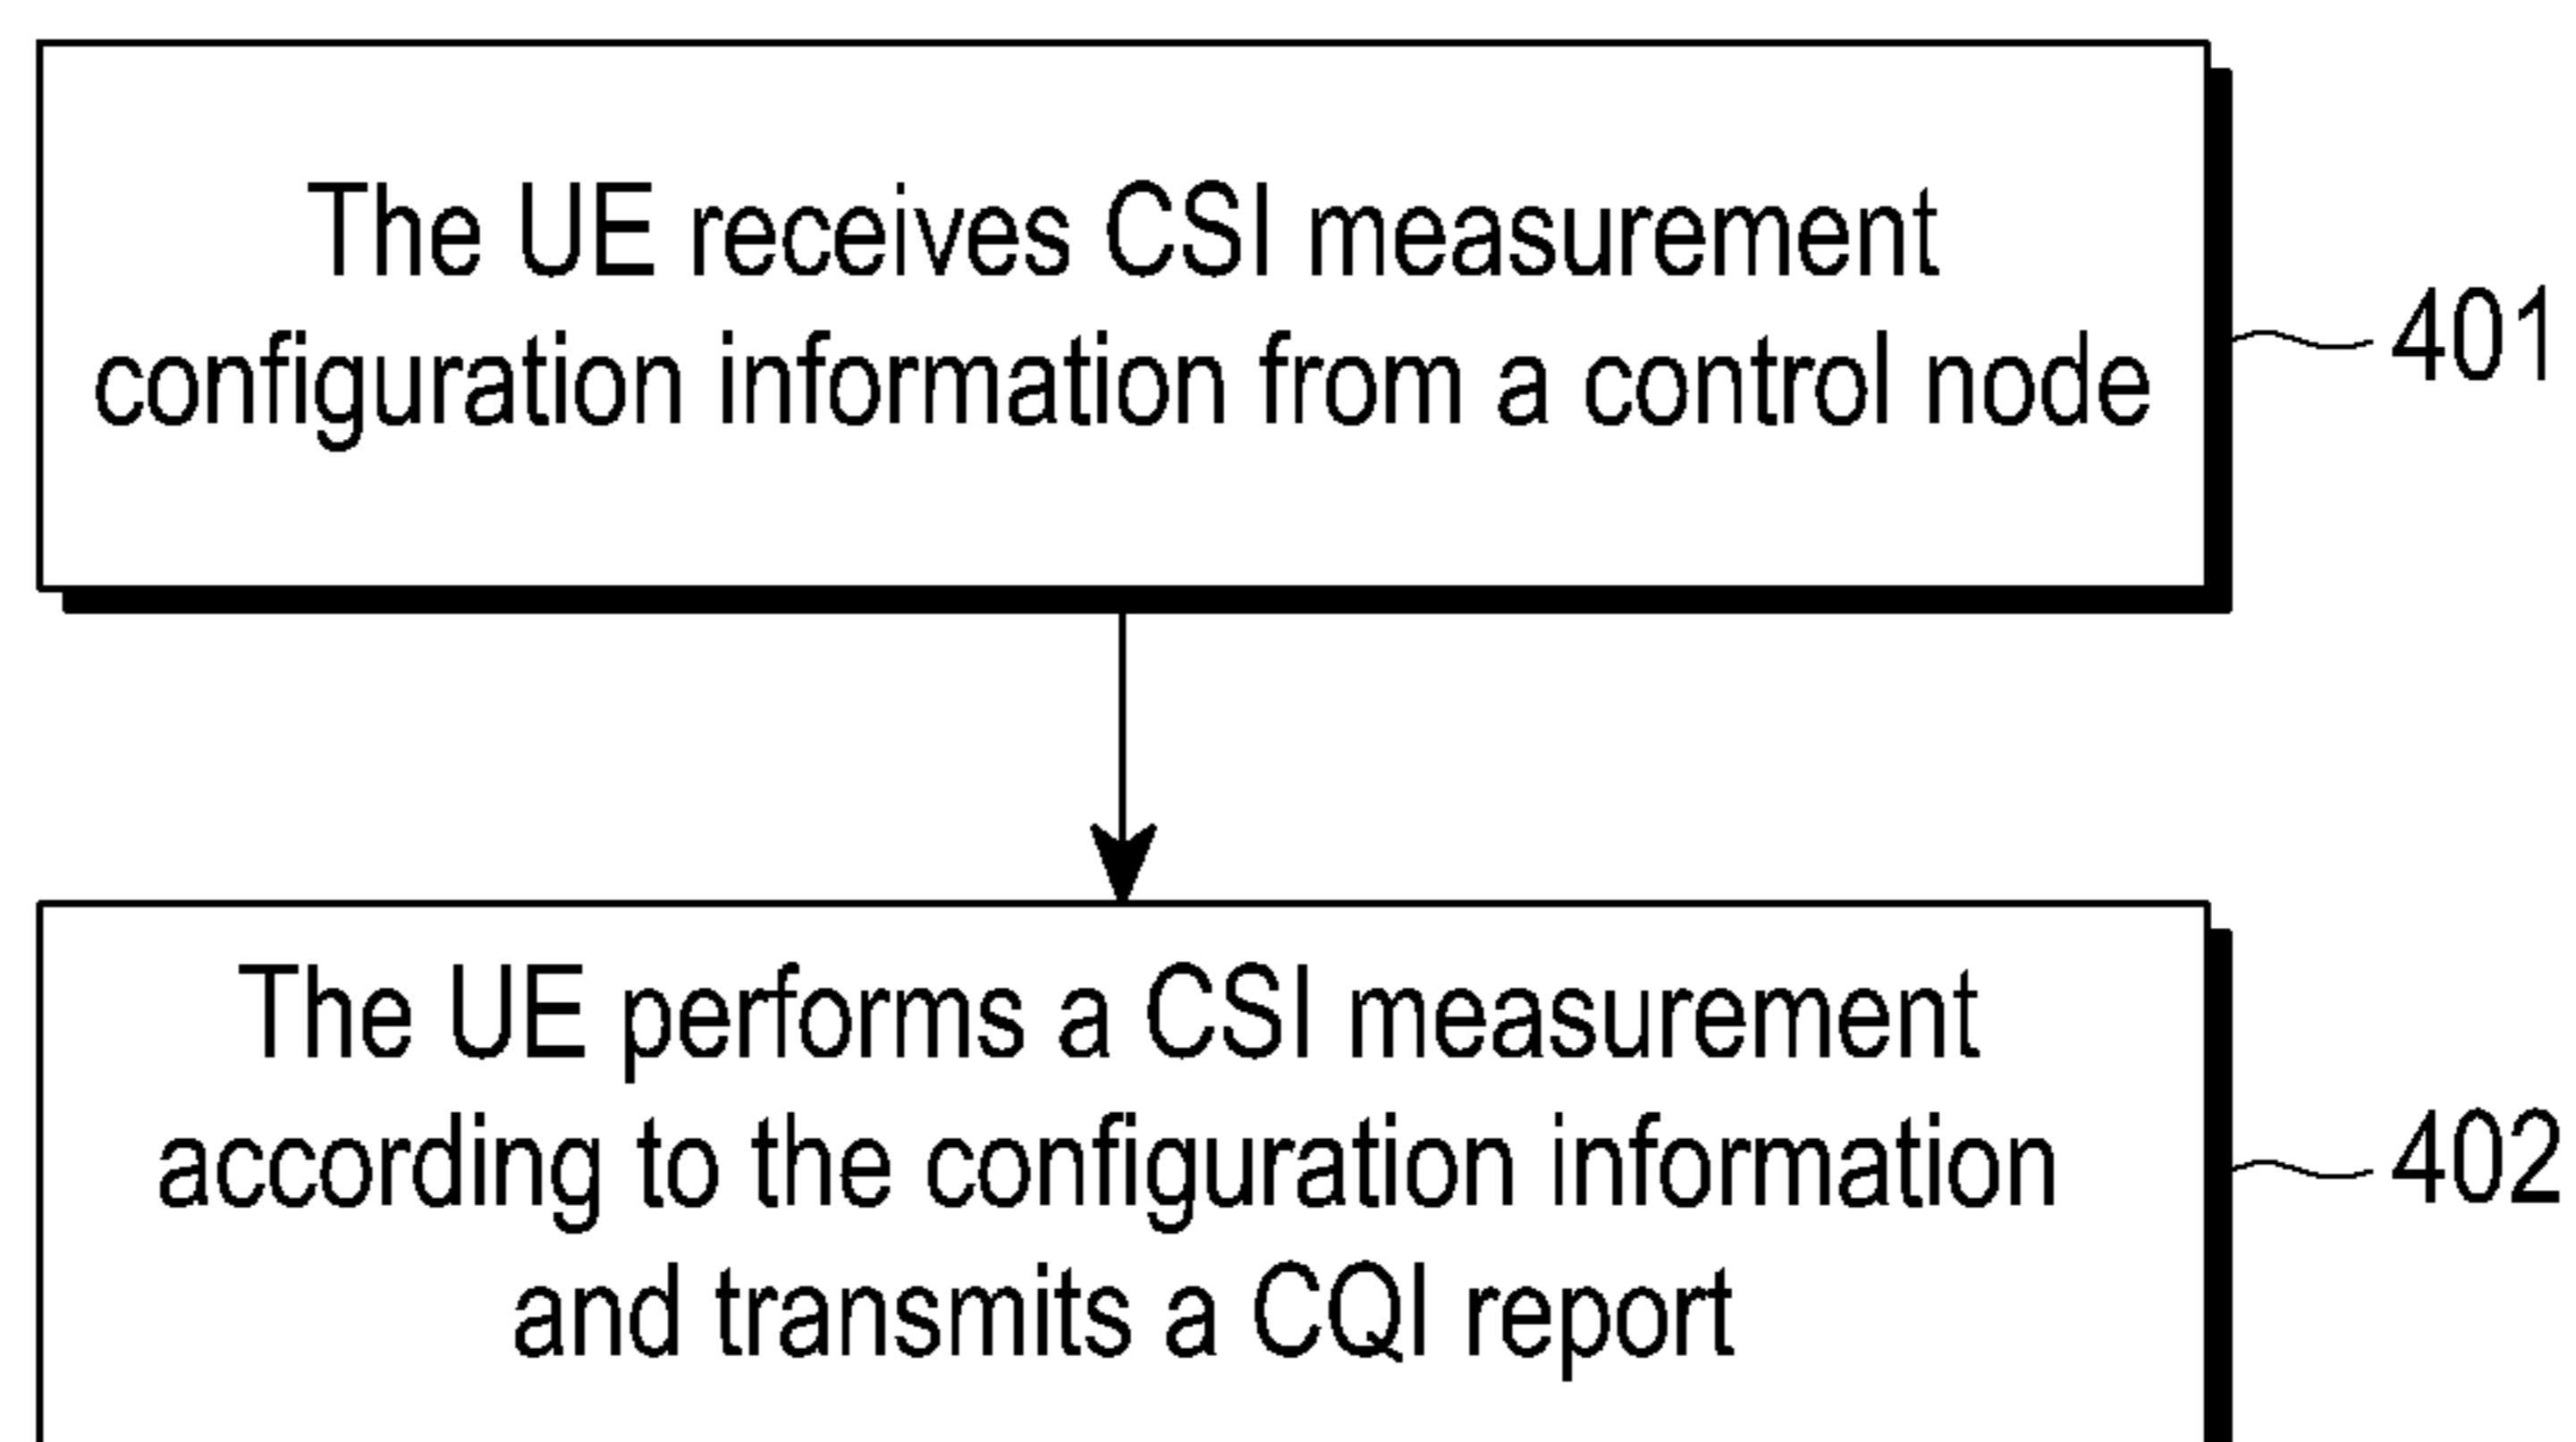 The UE receives CSI measurement
configuration information from a control node
401
The UE performs a CSI measurement
according to the configuration information
and transmits a CQI report
402